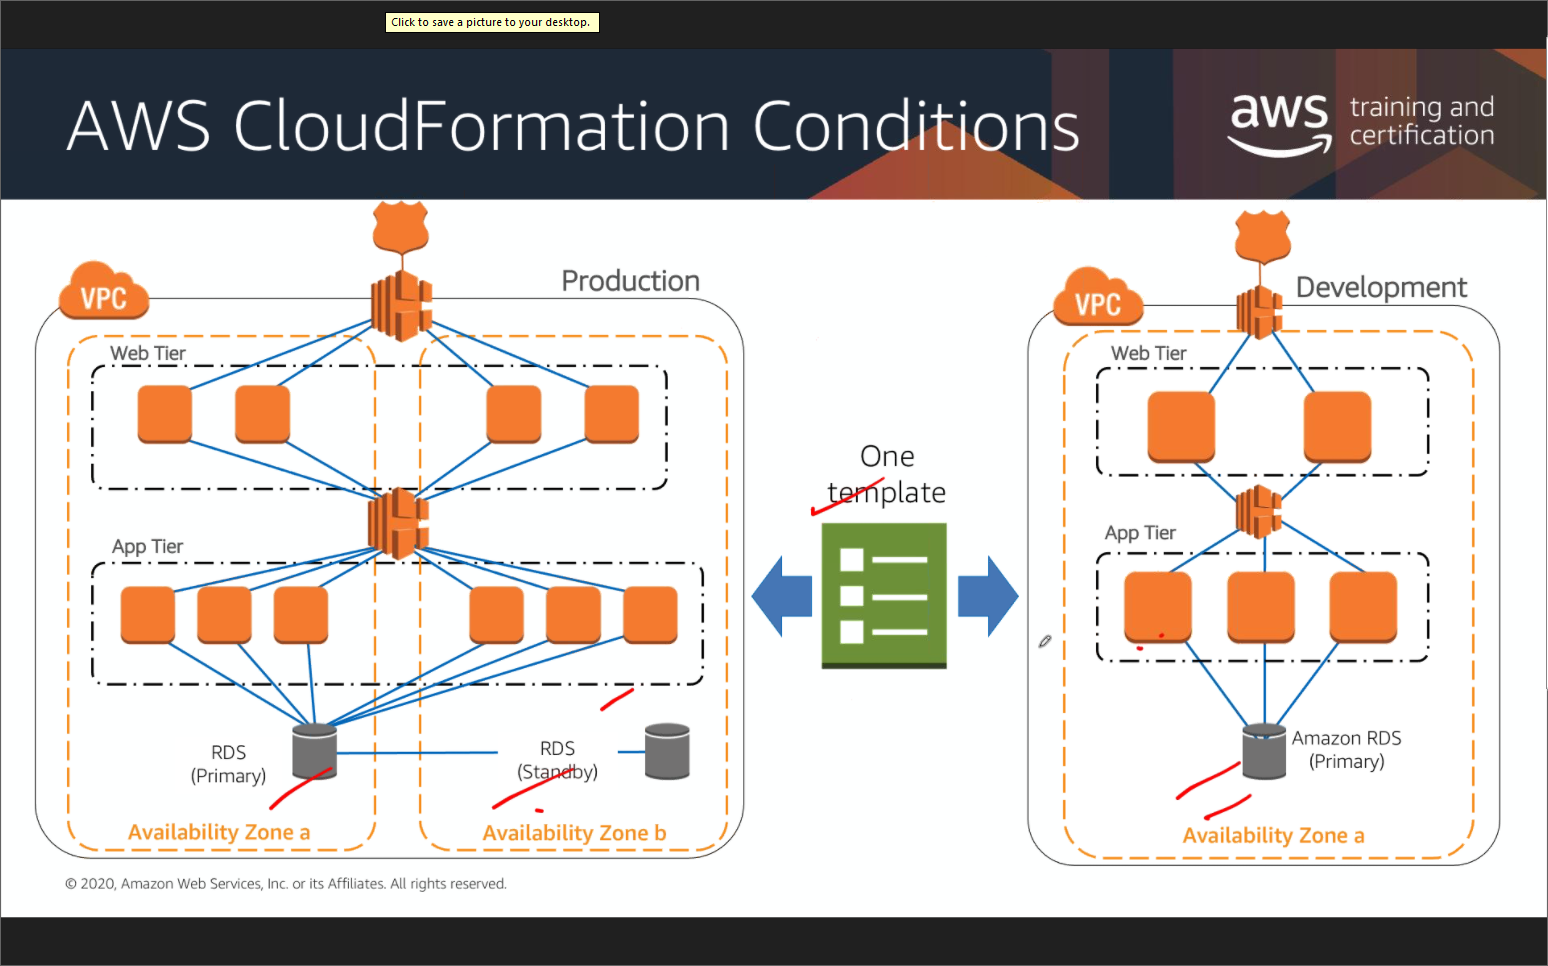 Click to save a picture to your desktop.
AWS CloudFormation Conditions
aws training and
certification
Production
VPC
Web Tier
App Tier
RDS
(Primary)
RDS
(Standby)
Availability Zone a
Availability Zone b
One
template
Development
VPC
Web Tier
App Tier
Amazon RDS
(Primary)
Availability Zone a
© 2020, Amazon Web Services, Inc. or its Affiliates. All rights reserved.